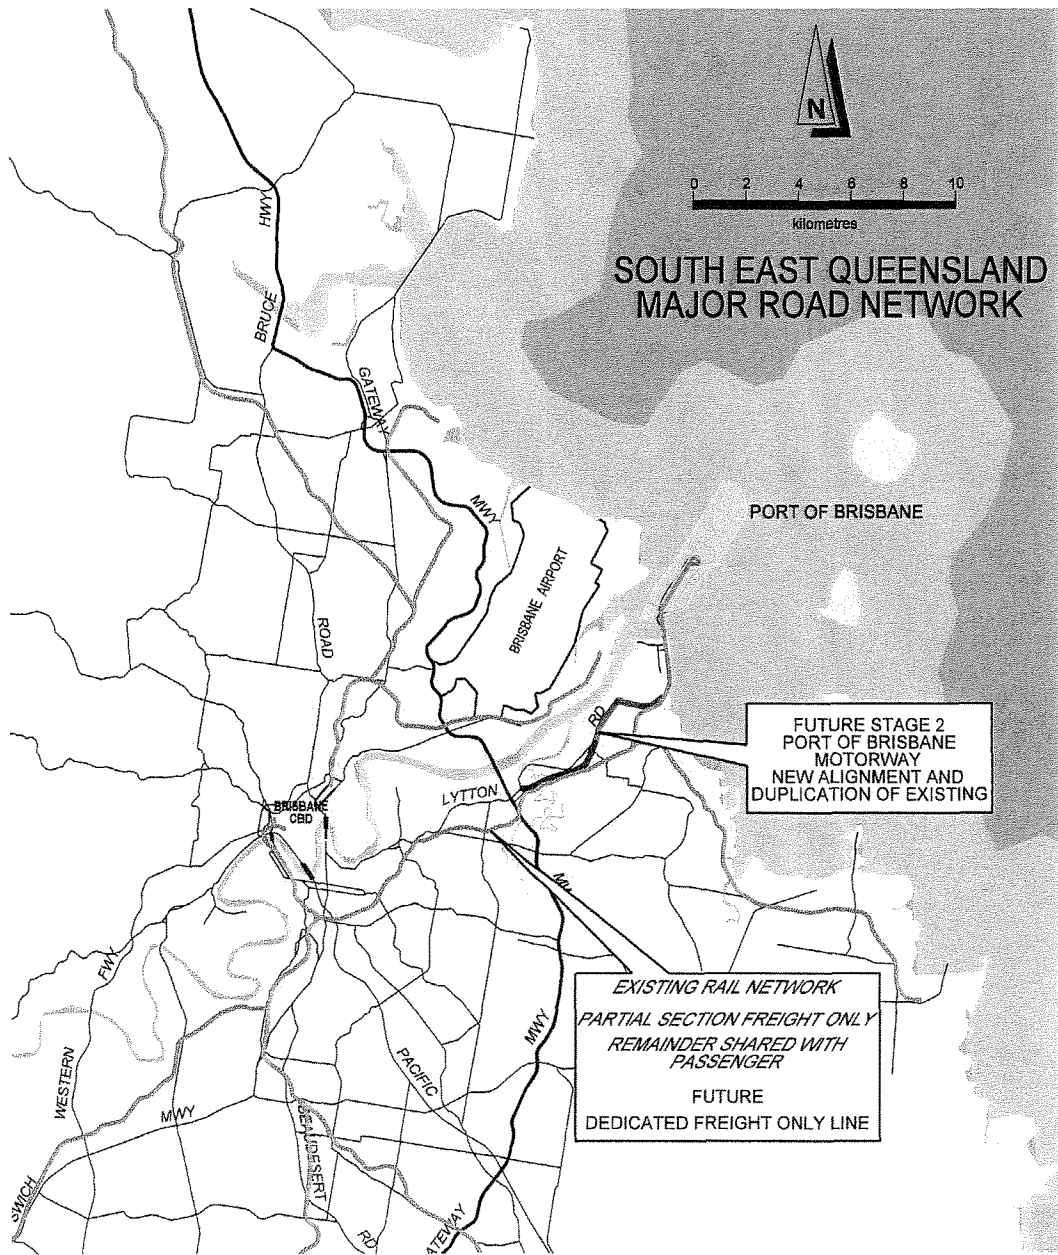 N
0 2 4 6 8 10
kilometres
SOUTH EAST QUEENSLAND
MAJOR ROAD NETWORK
HWY
BRUCE
GATEWAY
MWY
PORT OF BRISBANE
BRISBANE AIRPORT
ROAD
RD
FUTURE STAGE 2
PORT OF BRISBANE
MOTORWAY
NEW ALIGNMENT AND
DUPLICATION OF EXISTING
LYTTON
BRISBANE
CBD
FWY
EXISTING RAIL NETWORK
PARTIAL SECTION FREIGHT ONLY
REMAINDER SHARED WITH
PASSENGER
FUTURE
DEDICATED FREIGHT ONLY LINE
MWY
PACIFIC
WESTERN
MWY
BEAUDESERT
SWICH
RD
ATEWAY